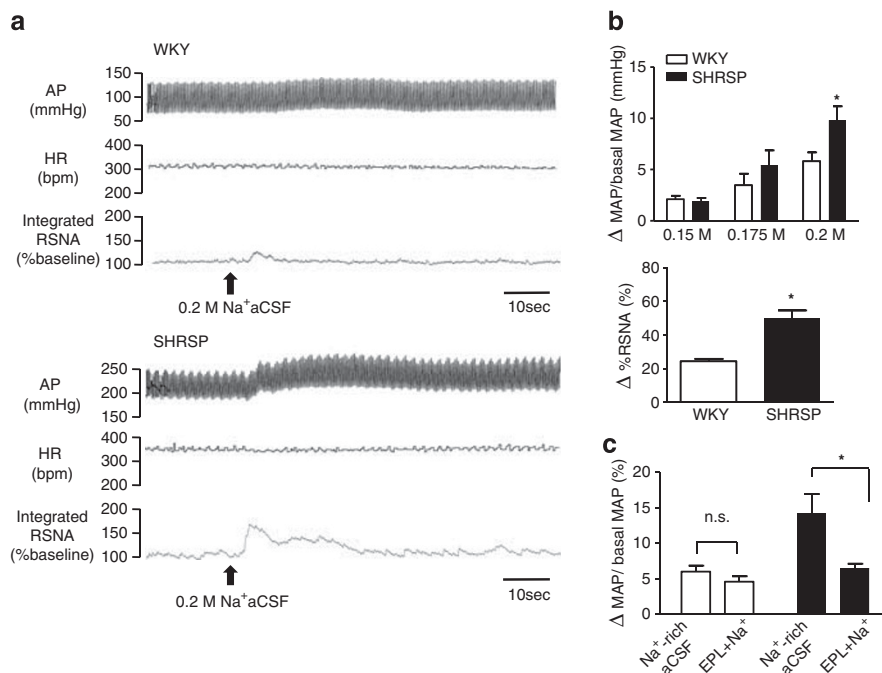 a
WKY
AP
(mmHg)
150
100
50
HR
(bpm)
400
300
200
Integrated
RSNA
(%baseline)
200
150
100
0.2 M Na⁺aCSF
10sec
SHRSP
AP
(mmHg)
250
200
150
HR
(bpm)
400
300
200
Integrated
RSNA
(%baseline)
200
150
100
0.2 M Na⁺aCSF
10sec
b
WKY
SHRSP
Δ MAP/basal MAP (mmHg)
15
10
5
0
*
0.15 M 0.175 M 0.2 M
Δ %RSNA (%)
80
60
40
20
0
*
WKY SHRSP
c
Δ MAP/ basal MAP (%)
20
15
10
5
0
n.s.
*
Na⁺-rich
aCSF
EPL+Na⁺
Na⁺-rich
aCSF
EPL+Na⁺